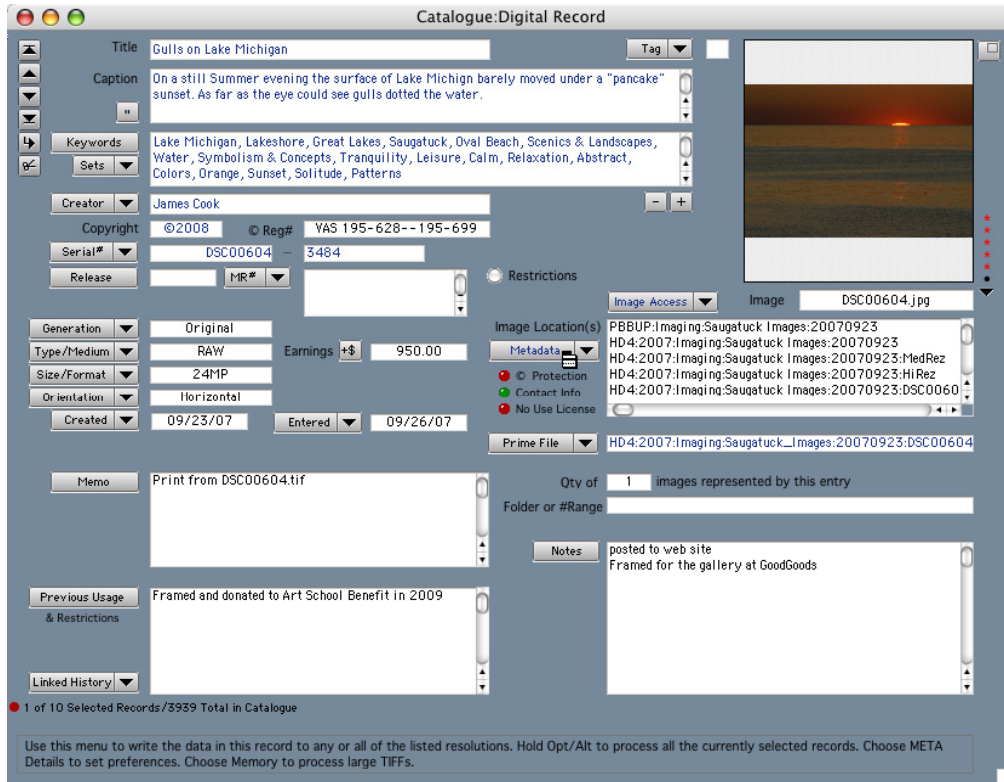 Catalogue:Digital Record
Title Gulls on Lake Michigan Tag
Caption On a still Summer evening the surface of Lake Michign barely moved under a "pancake"
sunset. As far as the eye could see gulls dotted the water.
"
Keywords Lake Michigan, Lakeshore, Great Lakes, Saugatuck, Oval Beach, Scenics & Landscapes,
Sets Water, Symbolism & Concepts, Tranquility, Leisure, Calm, Relaxation, Abstract,
Colors, Orange, Sunset, Solitude, Patterns
Creator James Cook - +
Copyright ©2008 © Reg# VAS 195-628--195-699
Serial# DSC00604 – 3484
Release MR# Restrictions
Image Access Image DSC00604.jpg
Generation Original
Type/Medium RAW Earnings +$ 950.00
Size/Format 24MP
Orientation Horizontal
Created 09/23/07 Entered 09/26/07
Image Location(s) PBBUP:Imaging:Saugatuck Images:20070923
Metadata HD4:2007:Imaging:Saugatuck Images:20070923
HD4:2007:Imaging:Saugatuck Images:20070923:MedRez
© Protection HD4:2007:Imaging:Saugatuck Images:20070923:HiRez
Contact Info HD4:2007:Imaging:Saugatuck Images:20070923:DSC0060
No Use License
Prime File HD4:2007:Imaging:Saugatuck_Images:20070923:DSC00604
Memo Print from DSC00604.tif
Qty of 1 images represented by this entry
Folder or #Range
Notes posted to web site
Framed for the gallery at GoodGoods
Previous Usage Framed and donated to Art School Benefit in 2009
& Restrictions
Linked History
1 of 10 Selected Records/3939 Total in Catalogue
Use this menu to write the data in this record to any or all of the listed resolutions. Hold Opt/Alt to process all the currently selected records. Choose META
Details to set preferences. Choose Memory to process large TIFFs.